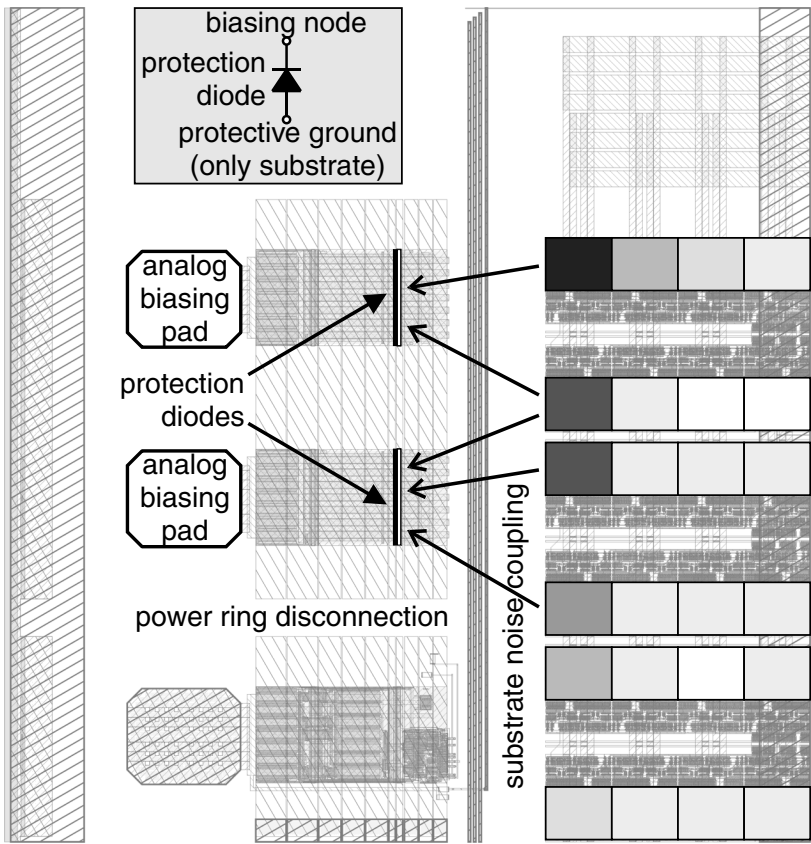 biasing node
protection
diode
protective ground
(only substrate)
analog
biasing
pad
protection
diodes
analog
biasing
pad
power ring disconnection
substrate noise coupling